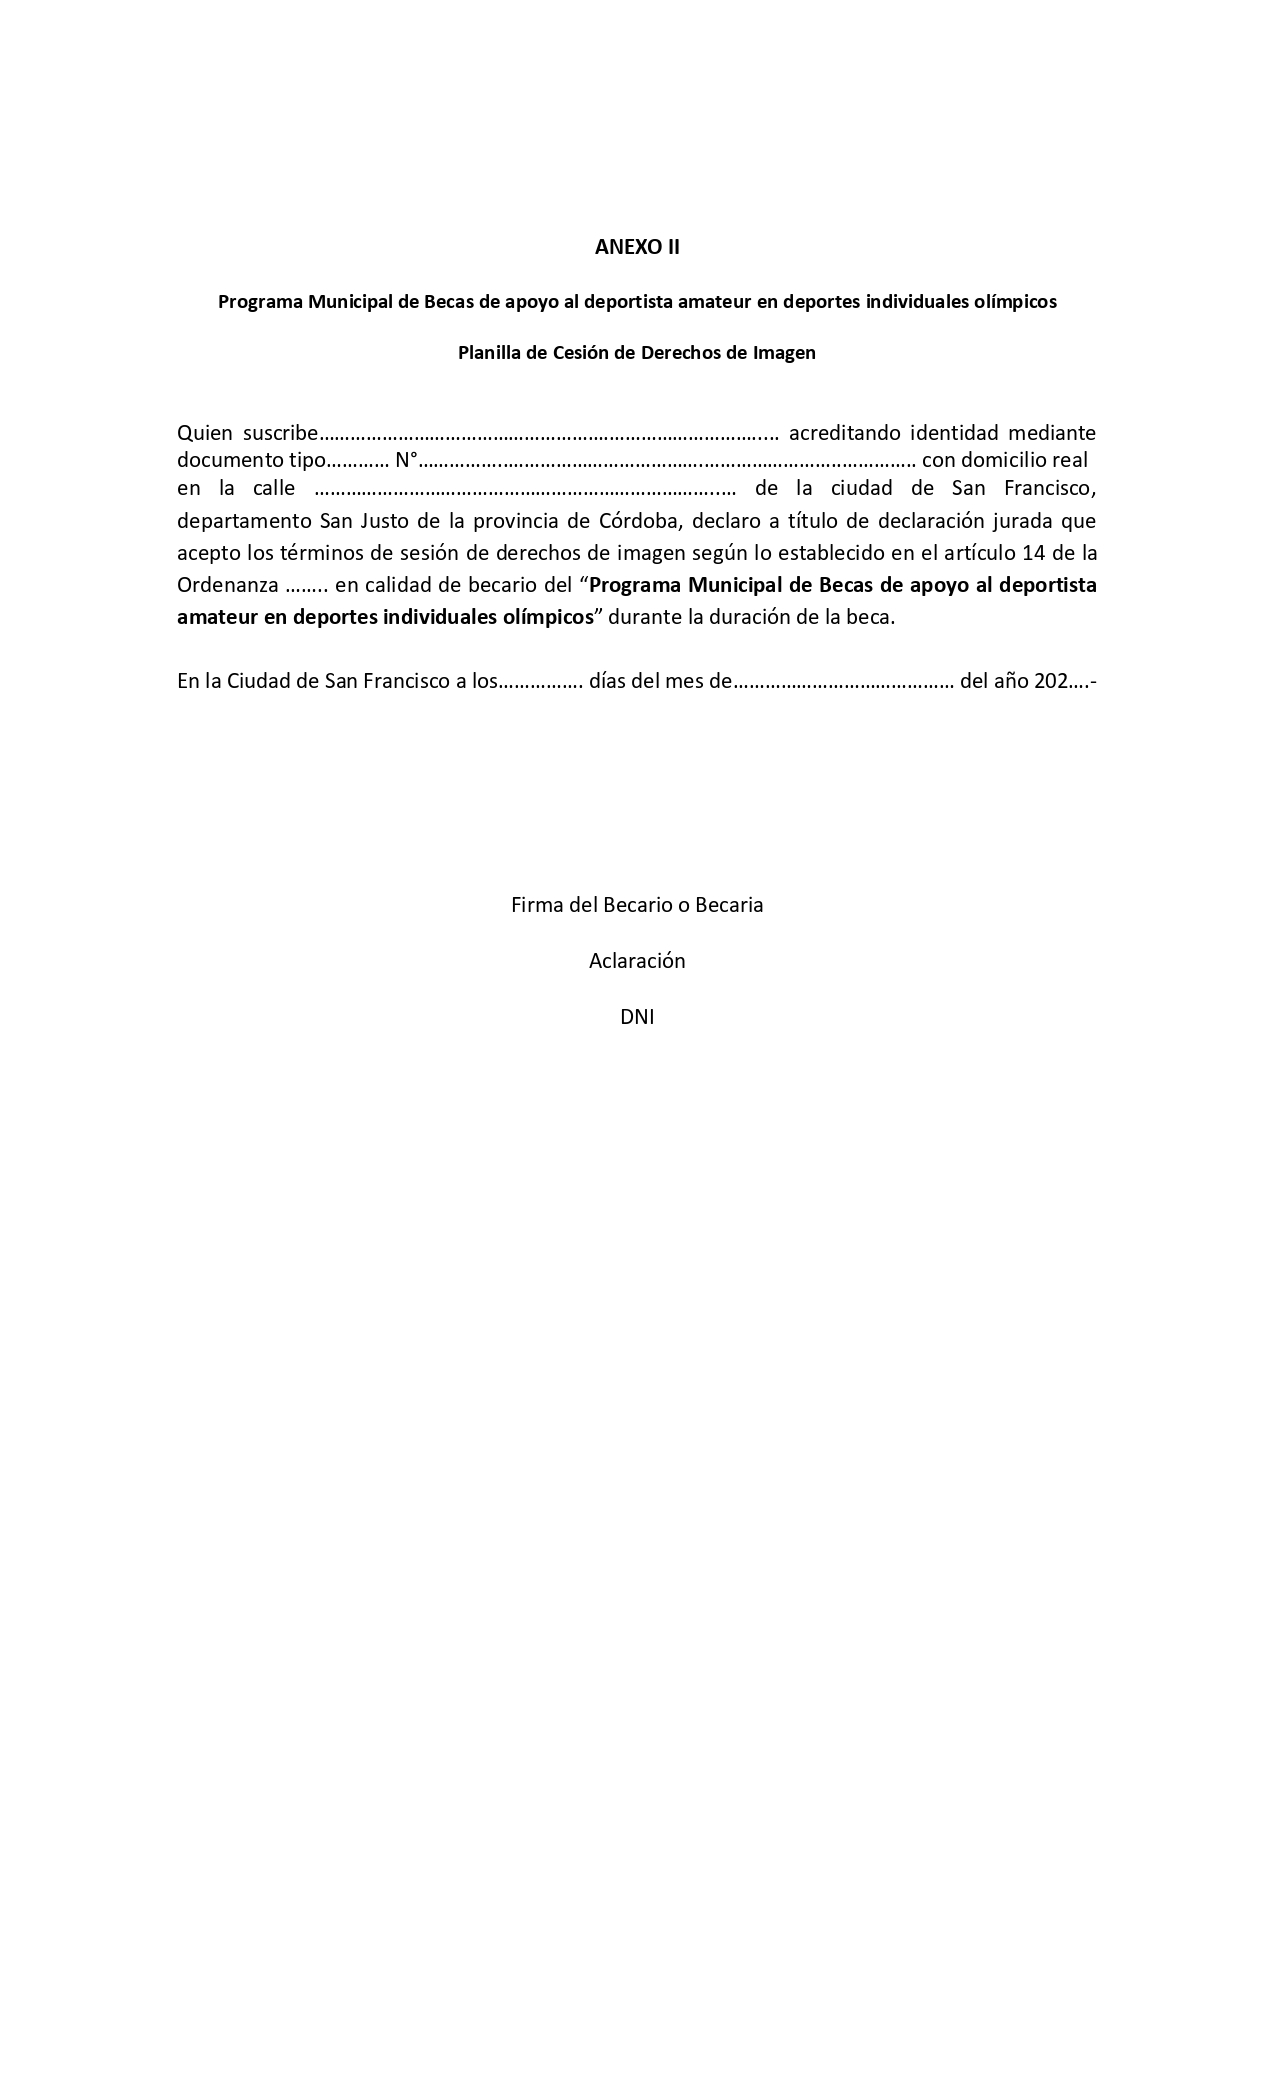 ANEXO II
Programa Municipal de Becas de apoyo al deportista amateur en deportes individuales olímpicos
Planilla de Cesión de Derechos de Imagen
Quien suscribe……………………………………………………………………….... acreditando identidad mediante
documento tipo………… N°……………..……………………………….……………………..………….. con domicilio real
en la calle …………………………………………………………………..… de la ciudad de San Francisco,
departamento San Justo de la provincia de Córdoba, declaro a título de declaración jurada que
acepto los términos de sesión de derechos de imagen según lo establecido en el artículo 14 de la
Ordenanza …….. en calidad de becario del “Programa Municipal de Becas de apoyo al deportista
amateur en deportes individuales olímpicos” durante la duración de la beca.
En la Ciudad de San Francisco a los……………. días del mes de…………………………………… del año 202….-
Firma del Becario o Becaria
Aclaración
DNI